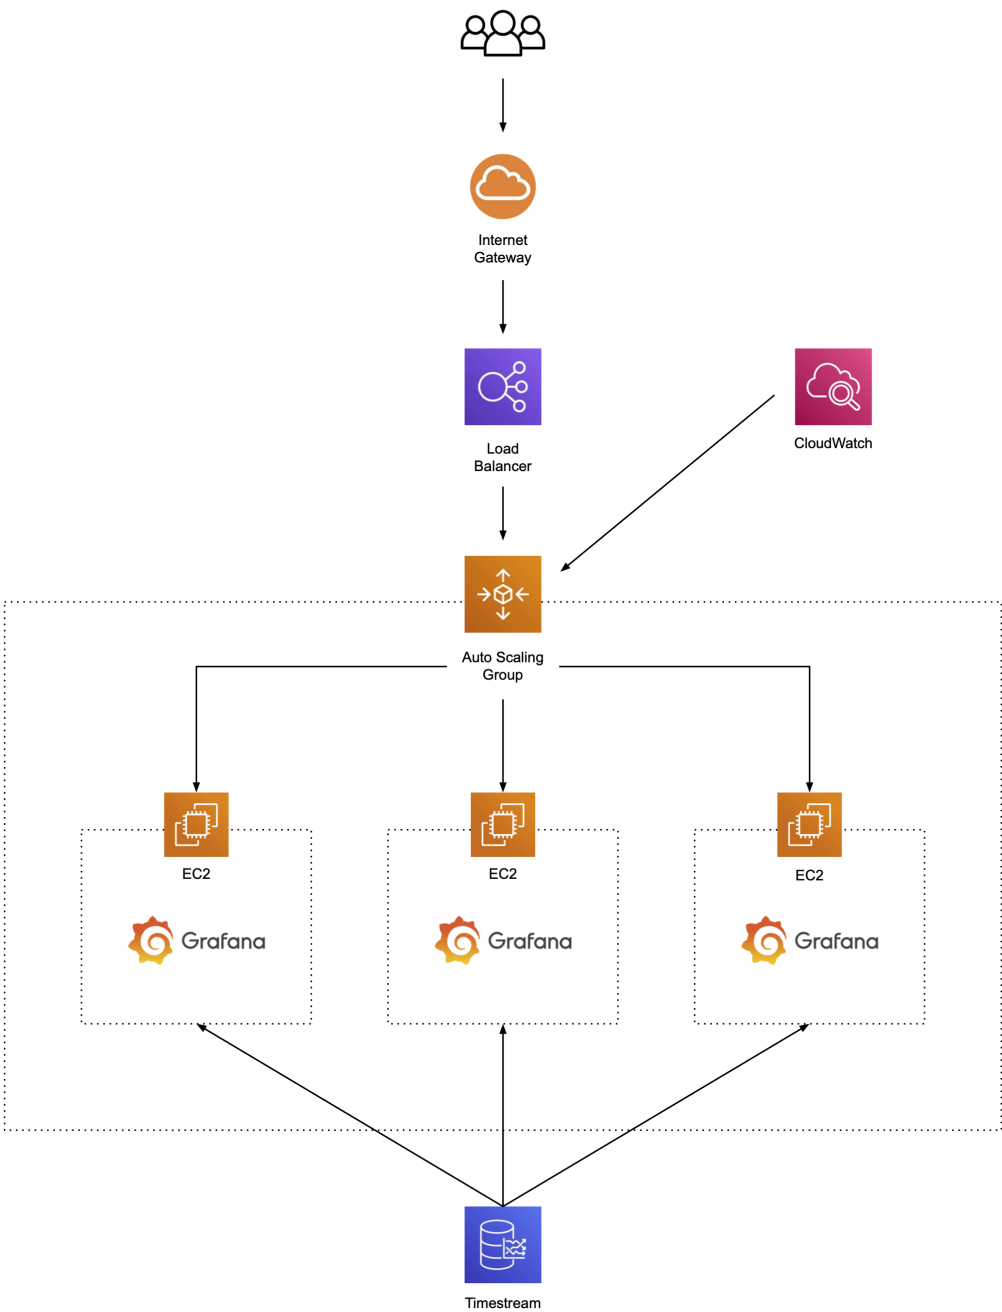 Internet
Gateway
Load
Balancer
CloudWatch
Auto Scaling
Group
EC2
EC2
EC2
Grafana
Grafana
Grafana
Timestream